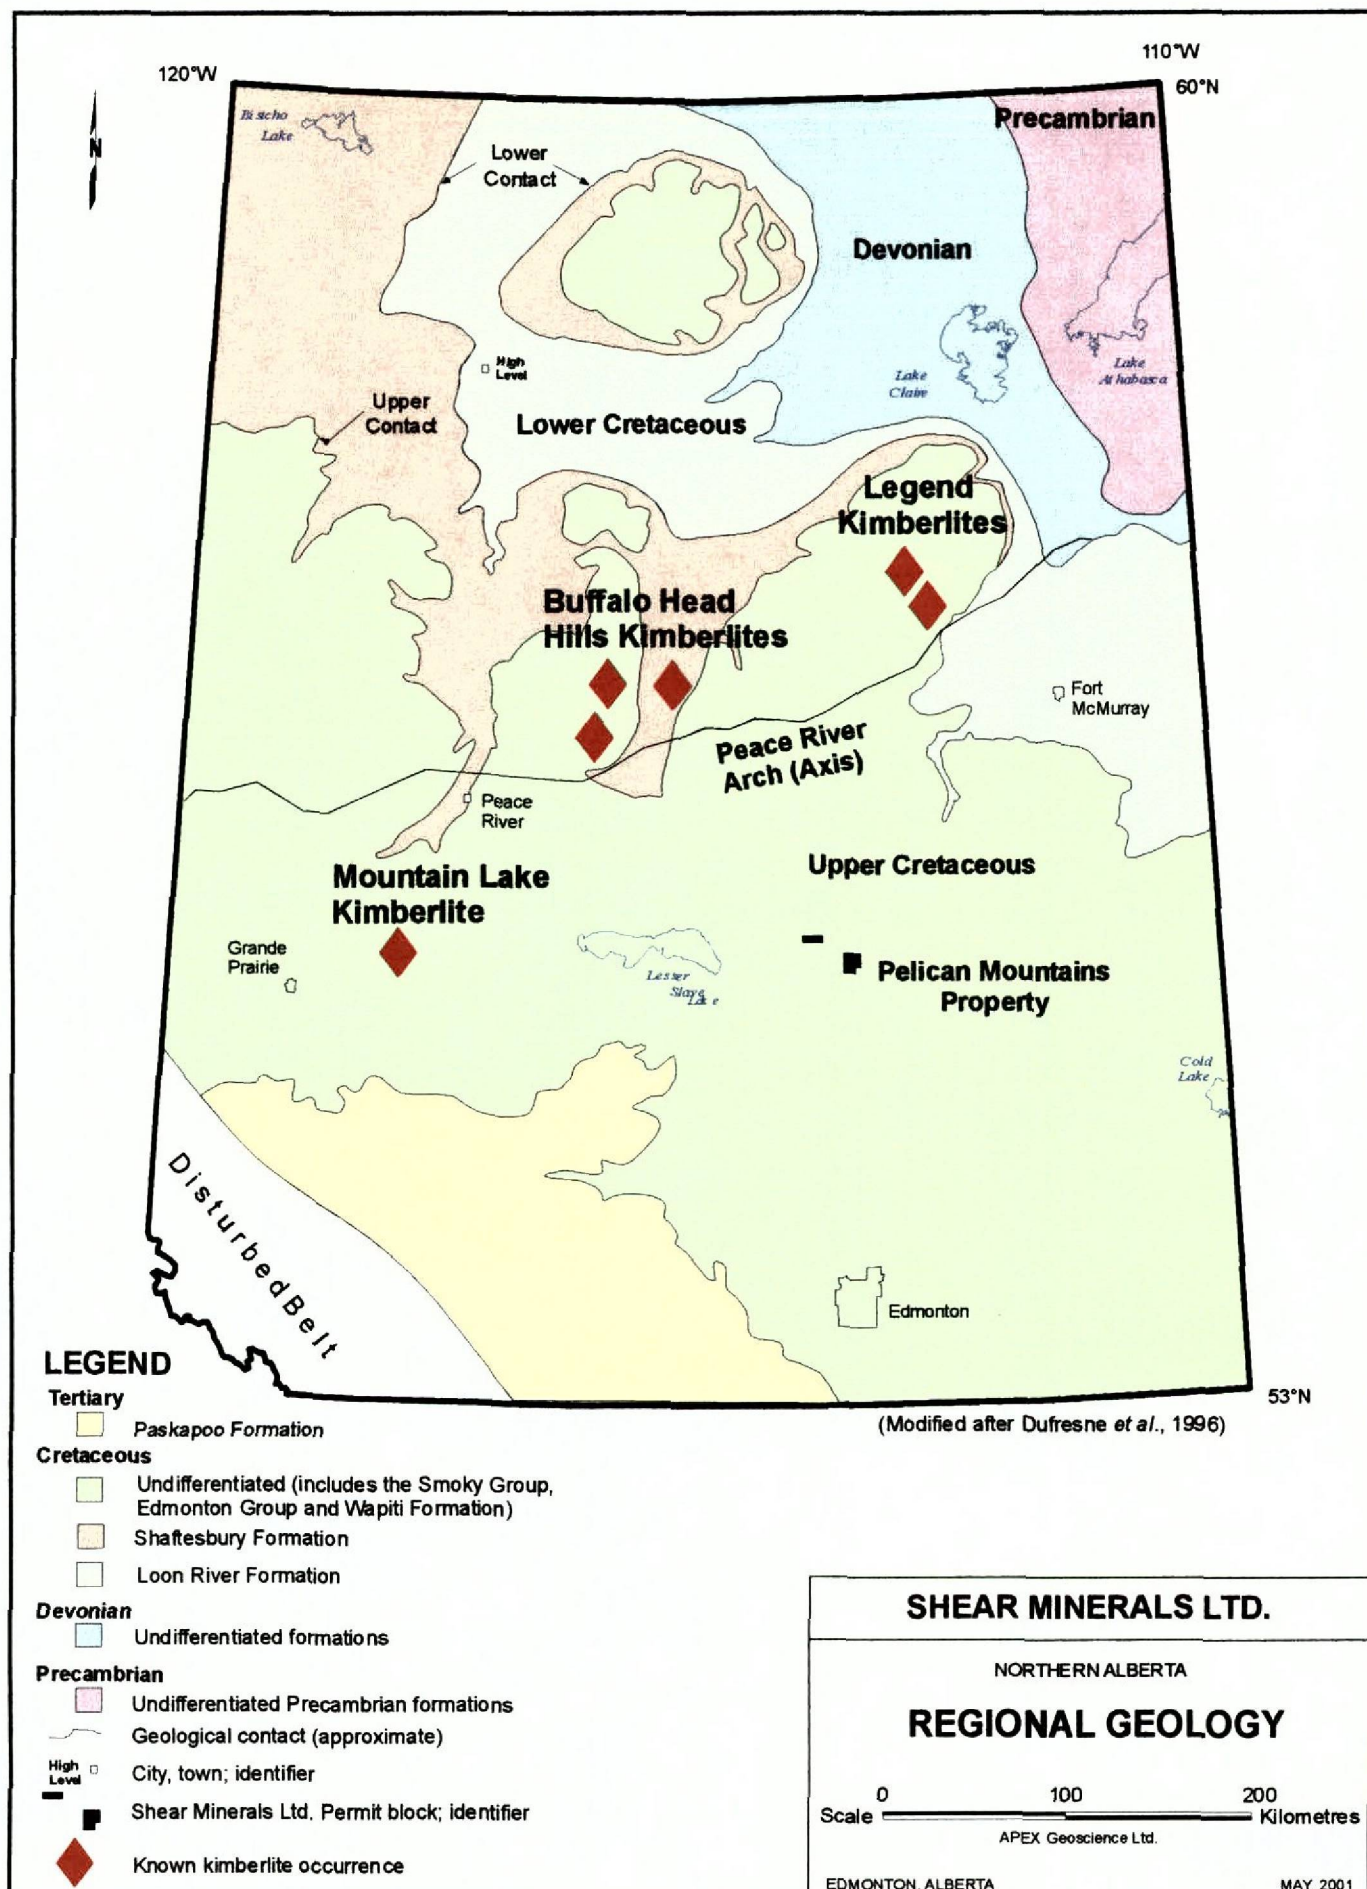 120°W
110°W
60°N
N
Bistcho
Lake
Precambrian
Lower
Contact
Devonian
High
Level
Lake
Claire
Lake
Athabasca
Upper
Contact
Lower Cretaceous
Legend
Kimberlites
Buffalo Head
Hills Kimberlites
Fort
McMurray
Peace River
Arch (Axis)
Peace
River
Mountain Lake
Kimberlite
Upper Cretaceous
Grande
Prairie
Lesser
Slave
Lake
Pelican Mountains
Property
Cold
Lake
Disturbed Belt
Edmonton
53°N
(Modified after Dufresne et al., 1996)
LEGEND
Tertiary
Paskapoo Formation
Cretaceous
Undifferentiated (includes the Smoky Group,
Edmonton Group and Wapiti Formation)
Shaftesbury Formation
Loon River Formation
Devonian
Undifferentiated formations
Precambrian
Undifferentiated Precambrian formations
Geological contact (approximate)
High
Level
City, town; identifier
Shear Minerals Ltd. Permit block; identifier
Known kimberlite occurrence
SHEAR MINERALS LTD.
NORTHERN ALBERTA
REGIONAL GEOLOGY
0 100 200
Scale Kilometres
APEX Geoscience Ltd.
EDMONTON, ALBERTA MAY, 2001